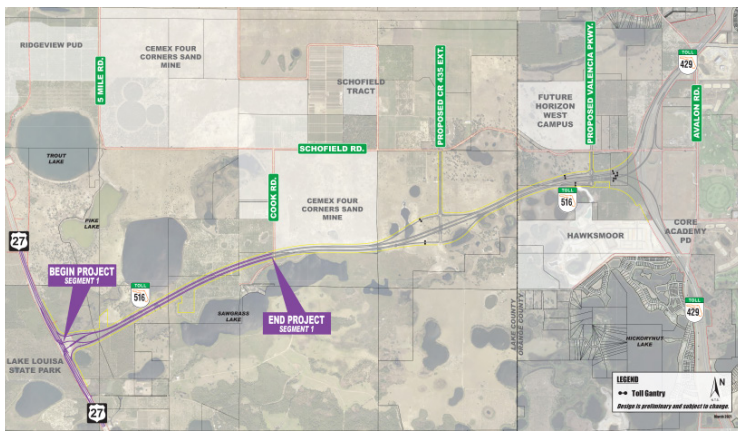 RIDGEVIEW PUD
5 MILE RD.
CEMEX FOUR
CORNERS SAND
MINE
SCHOFIELD
TRACT
PROPOSED CR 435 EXT.
FUTURE
HORIZON
WEST
CAMPUS
PROPOSED VALENCIA PKWY.
TOLL
429
AVALON RD.
TROUT
LAKE
SCHOFIELD RD.
COOK RD.
CEMEX FOUR
CORNERS SAND
MINE
PIKE
LAKE
TOLL
516
27
HAWKSMOOR
CORE
ACADEMY
PD
BEGIN PROJECT
SEGMENT 1
TOLL
516
SAWGRASS
LAKE
END PROJECT
SEGMENT 1
LAKE COUNTY
ORANGE COUNTY
TOLL
429
HICKORYNUT
LAKE
LAKE LOUISA
STATE PARK
27
LEGEND
Toll Gantry
N
Design is preliminary and subject to change.